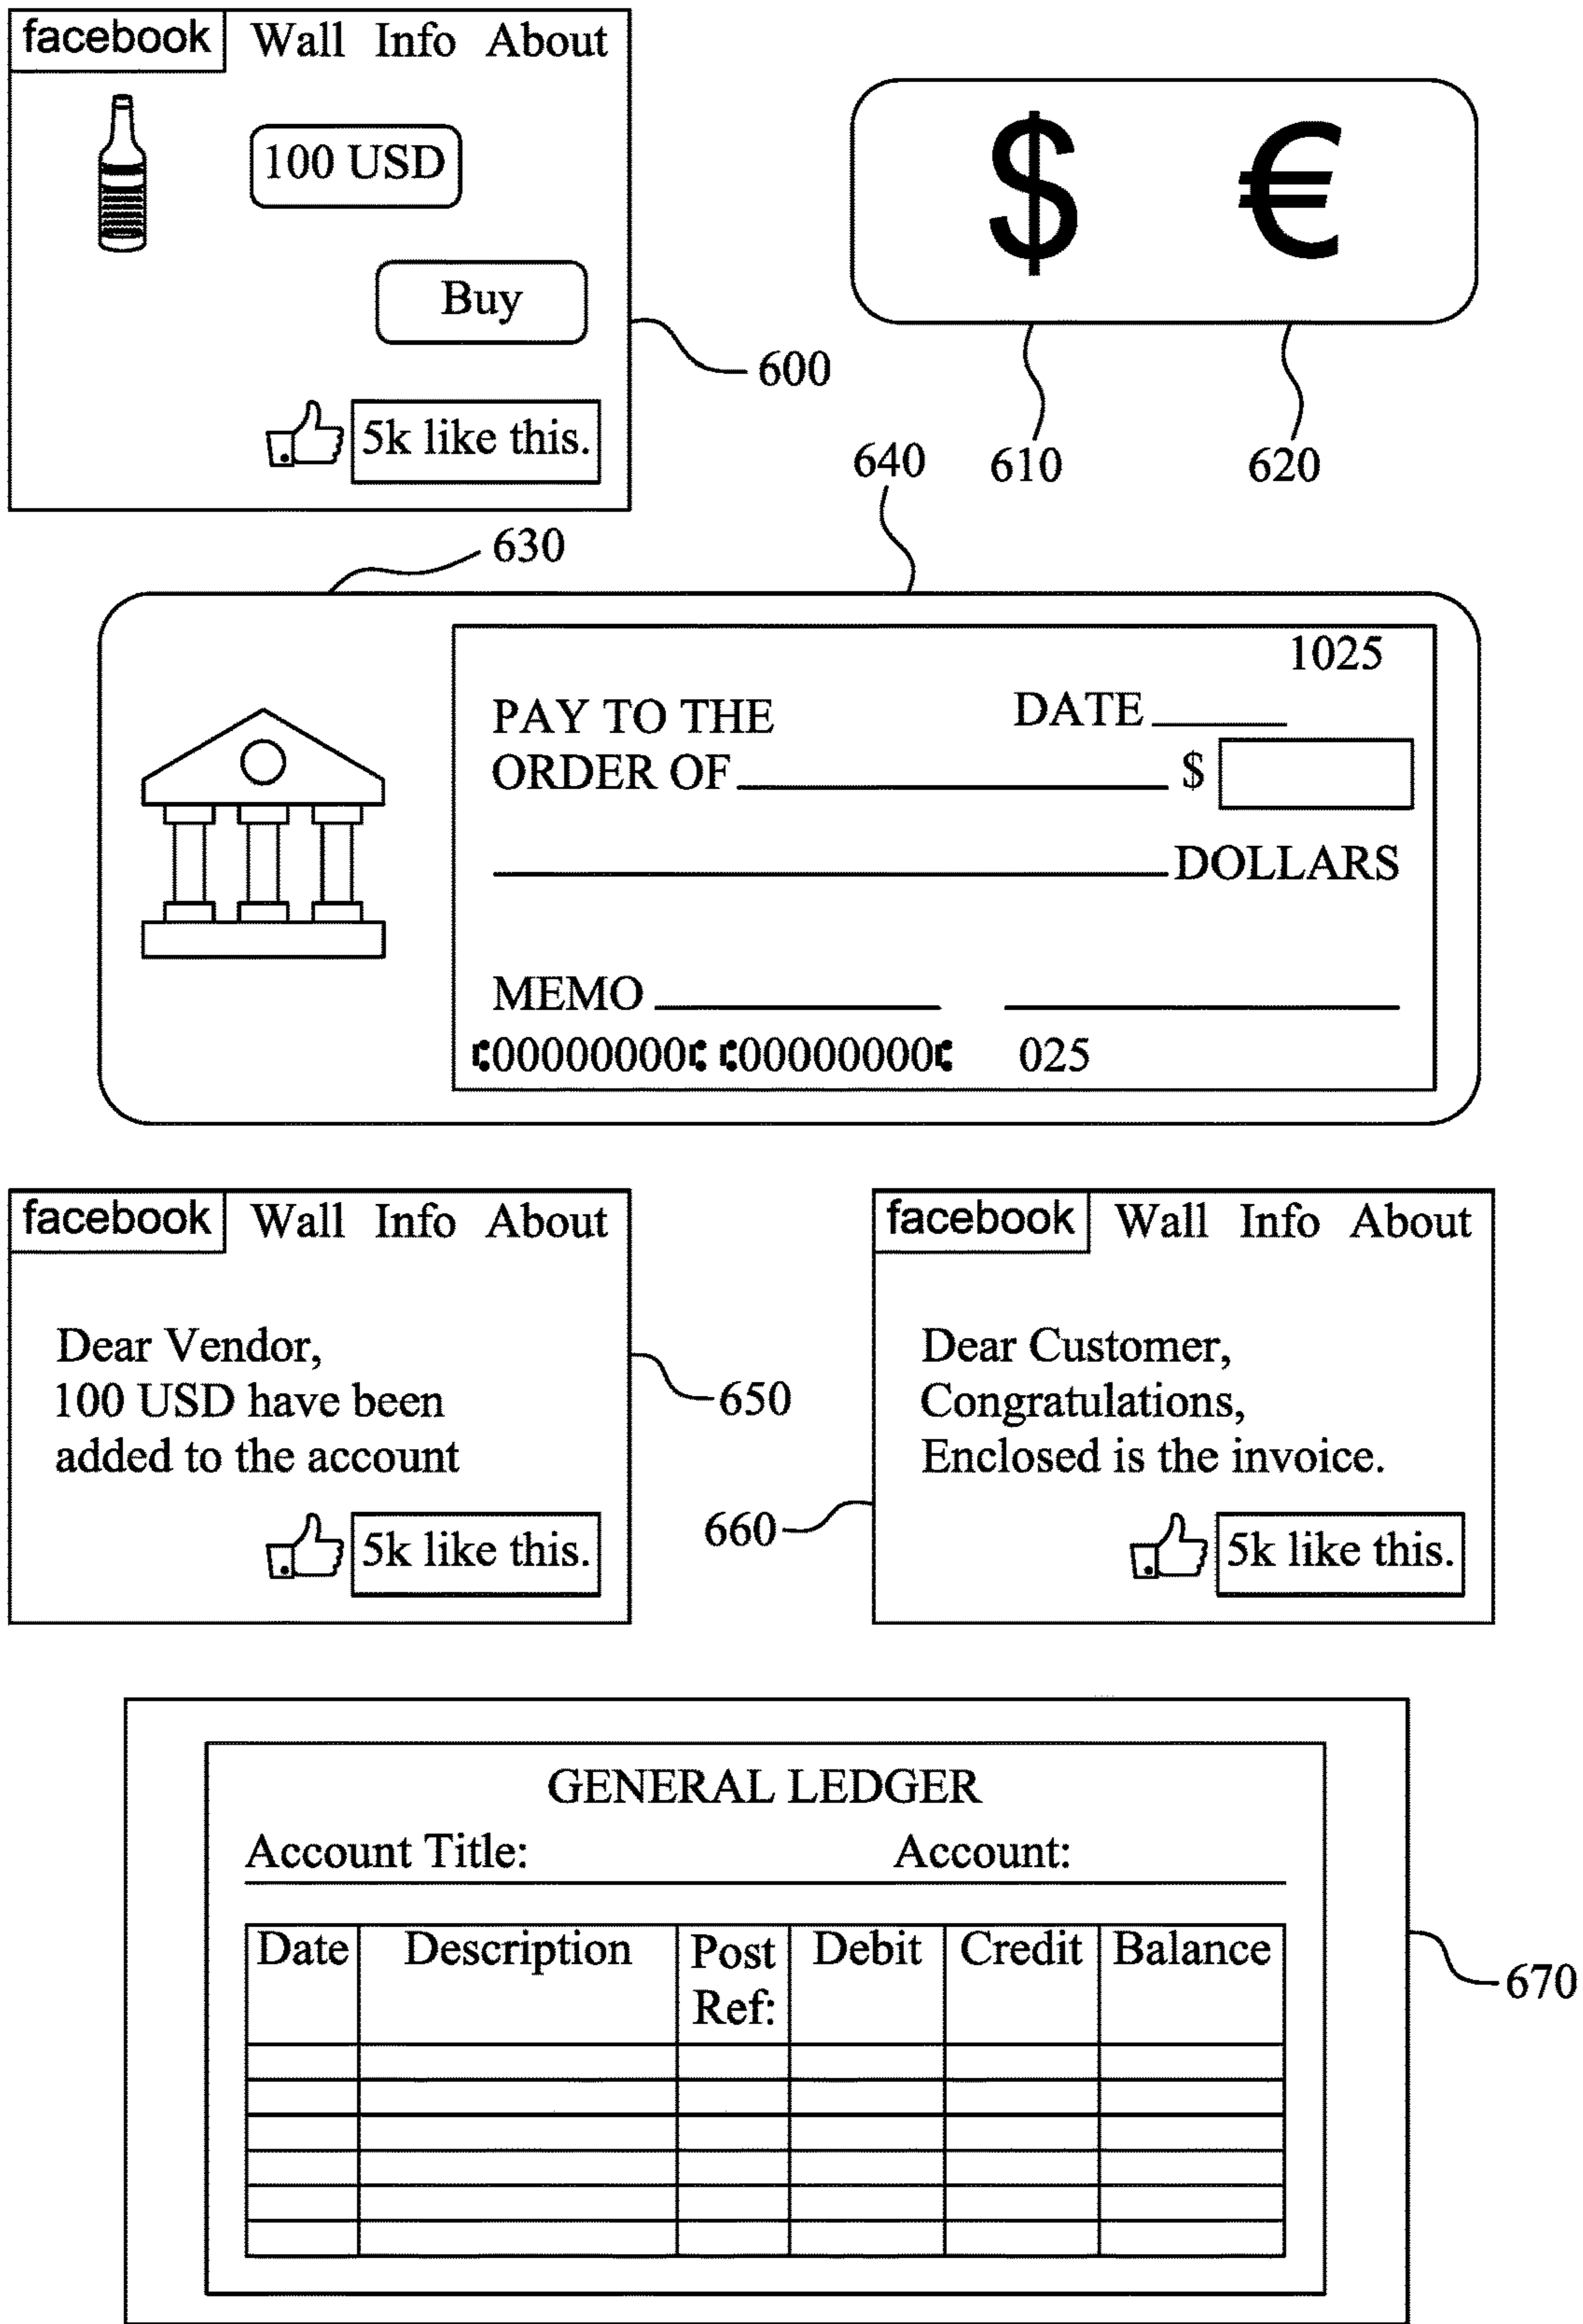 facebook Wall Info About
100 USD
Buy
5k like this.
600
$ €
610
620
630
640
1025
PAY TO THE DATE
ORDER OF $
DOLLARS
MEMO
⑆00000000⑆ ⑆00000000⑆ 025
facebook Wall Info About
Dear Vendor,
100 USD have been
added to the account
5k like this.
650
facebook Wall Info About
Dear Customer,
Congratulations,
Enclosed is the invoice.
5k like this.
660
GENERAL LEDGER
Account Title: Account:
Date Description Post Debit Credit Balance
Ref:
670